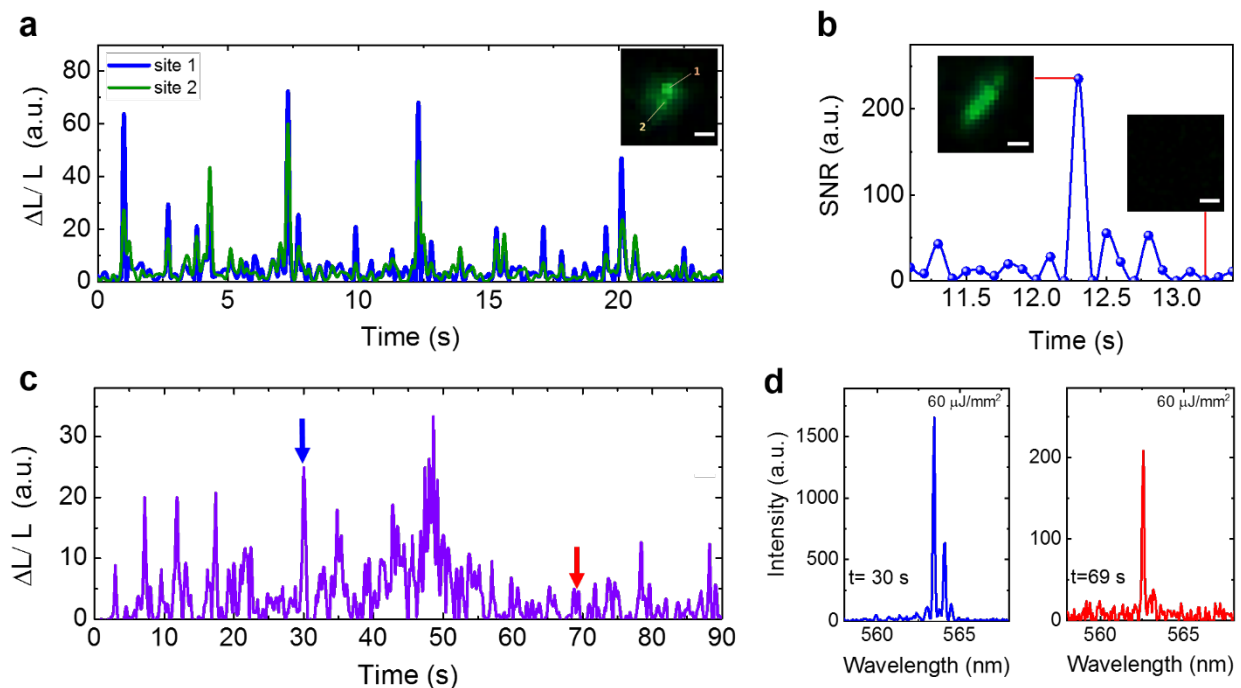 a
ΔL/ L (a.u.)
80
60
40
20
0
site 1
site 2
1
2
0
5
10
15
20
Time (s)
b
SNR (a.u.)
200
100
0
11.5
12.0
12.5
13.0
Time (s)
c
ΔL/ L (a.u.)
30
20
10
0
0
10
20
30
40
50
60
70
80
90
Time (s)
d
Intensity (a.u.)
1500
1000
500
0
60 μJ/mm²
t= 30 s
560
565
Wavelength (nm)
200
100
0
60 μJ/mm²
t=69 s
560
565
Wavelength (nm)